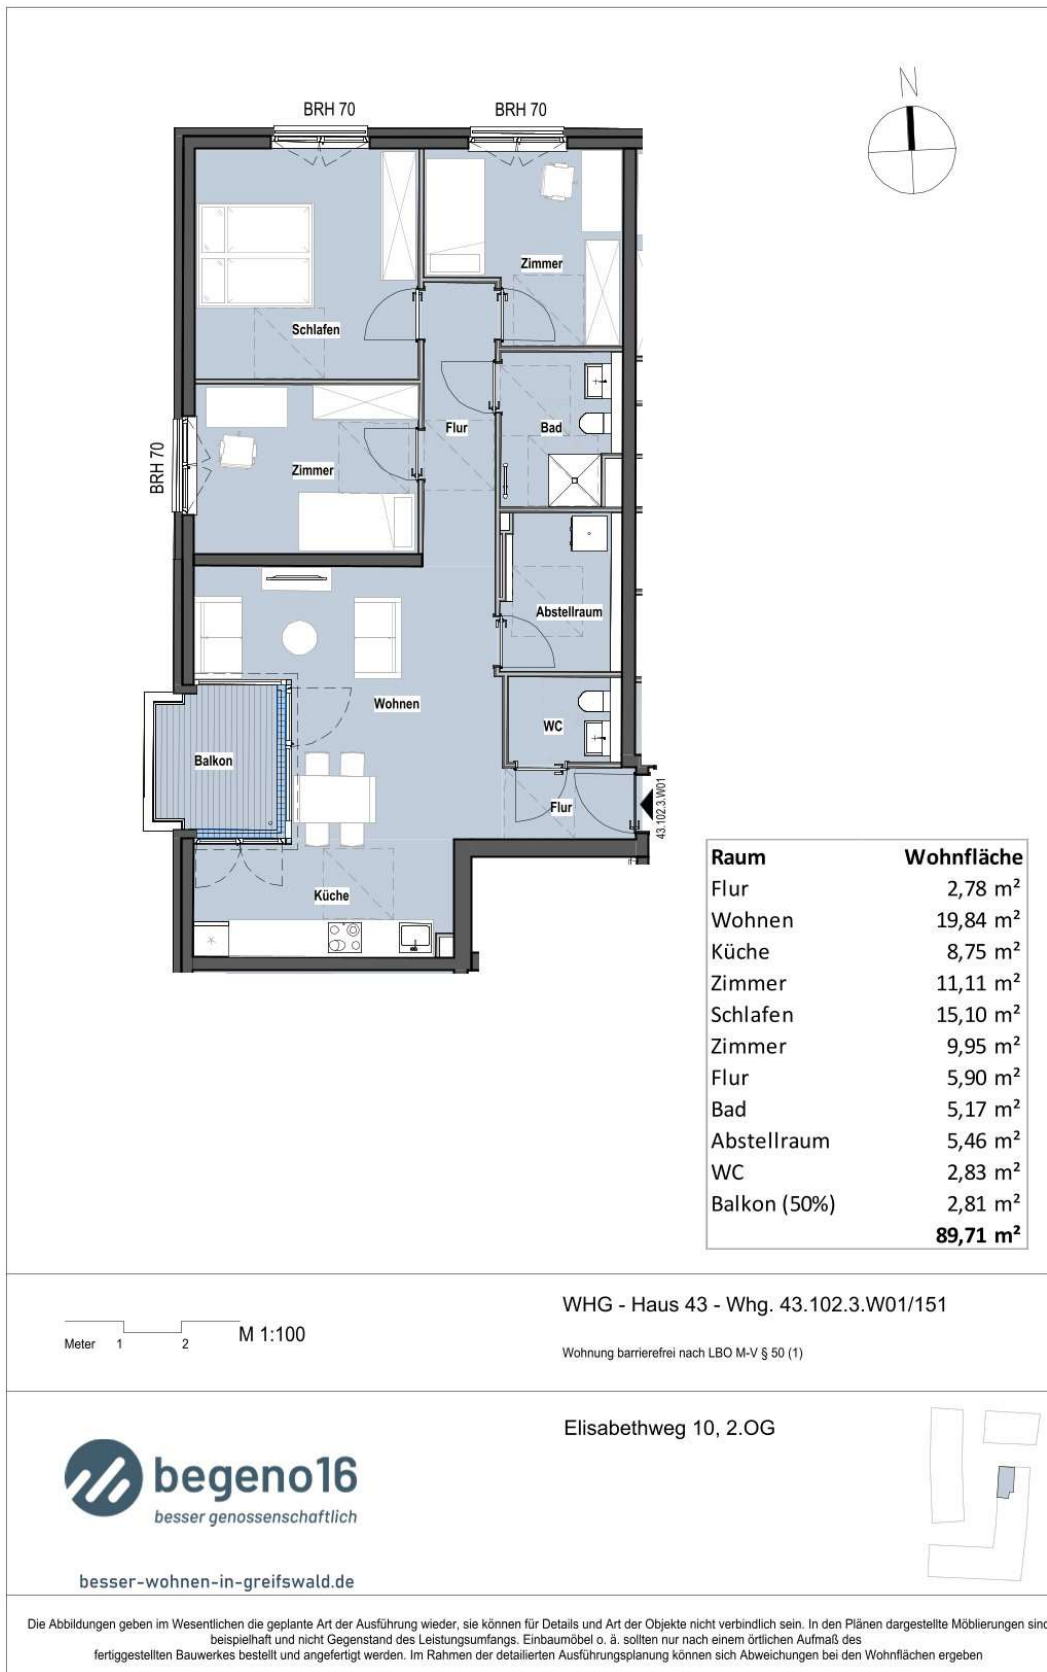 N
BRH 70
BRH 70
Zimmer
Schlafen
BRH 70
Flur
Bad
Zimmer
Abstellraum
Wohnen
WC
Balkon
Flur
43.102.3.W01
Küche
Raum Wohnfläche
Flur 2,78 m²
Wohnen 19,84 m²
Küche 8,75 m²
Zimmer 11,11 m²
Schlafen 15,10 m²
Zimmer 9,95 m²
Flur 5,90 m²
Bad 5,17 m²
Abstellraum 5,46 m²
WC 2,83 m²
Balkon (50%) 2,81 m²
89,71 m²
Meter 1 2 M 1:100
WHG - Haus 43 - Whg. 43.102.3.W01/151
Wohnung barrierefrei nach LBO M-V § 50 (1)
Elisabethweg 10, 2.OG
begeno16
besser genossenschaftlich
besser-wohnen-in-greifswald.de
Die Abbildungen geben im Wesentlichen die geplante Art der Ausführung wieder, sie können für Details und Art der Objekte nicht verbindlich sein. In den Plänen dargestellte Möblierungen sind
beispielhaft und nicht Gegenstand des Leistungsumfangs. Einbaumöbel o. ä. sollten nur nach einem örtlichen Aufmaß des
fertiggestellten Bauwerkes bestellt und angefertigt werden. Im Rahmen der detailierten Ausführungsplanung können sich Abweichungen bei den Wohnflächen ergeben